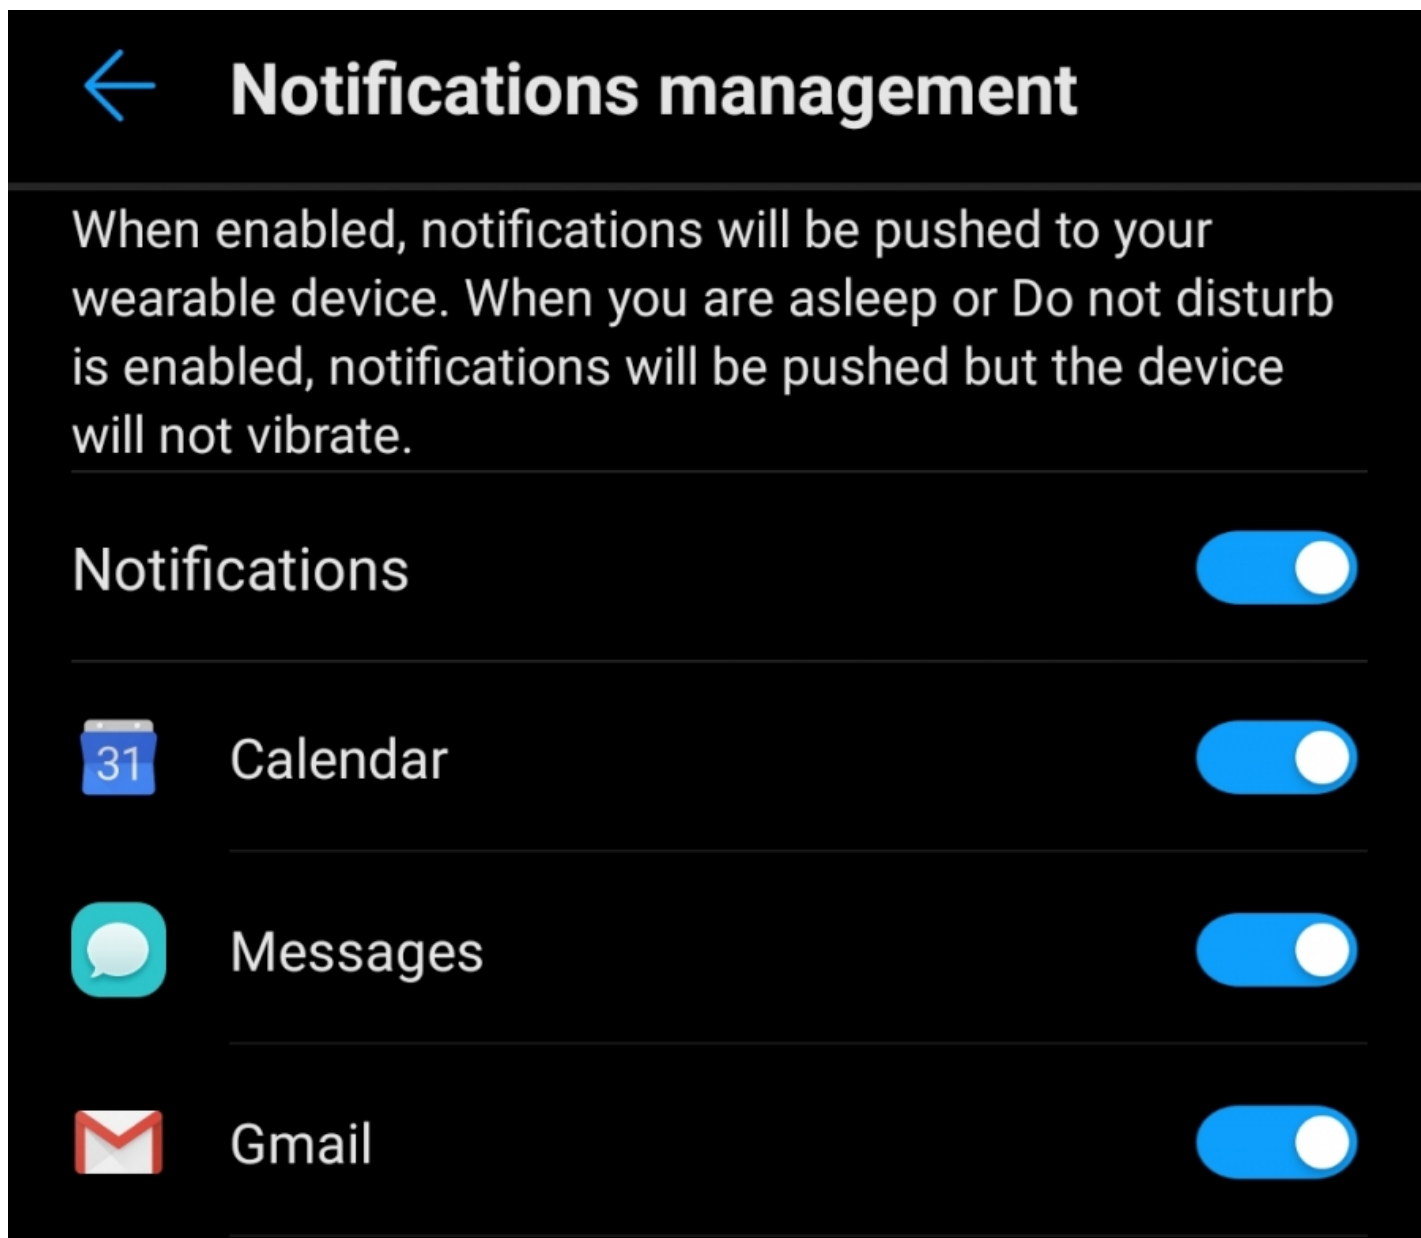 Notifications management
When enabled, notifications will be pushed to your
wearable device. When you are asleep or Do not disturb
is enabled, notifications will be pushed but the device
will not vibrate.
Notifications
31 Calendar
Messages
Gmail